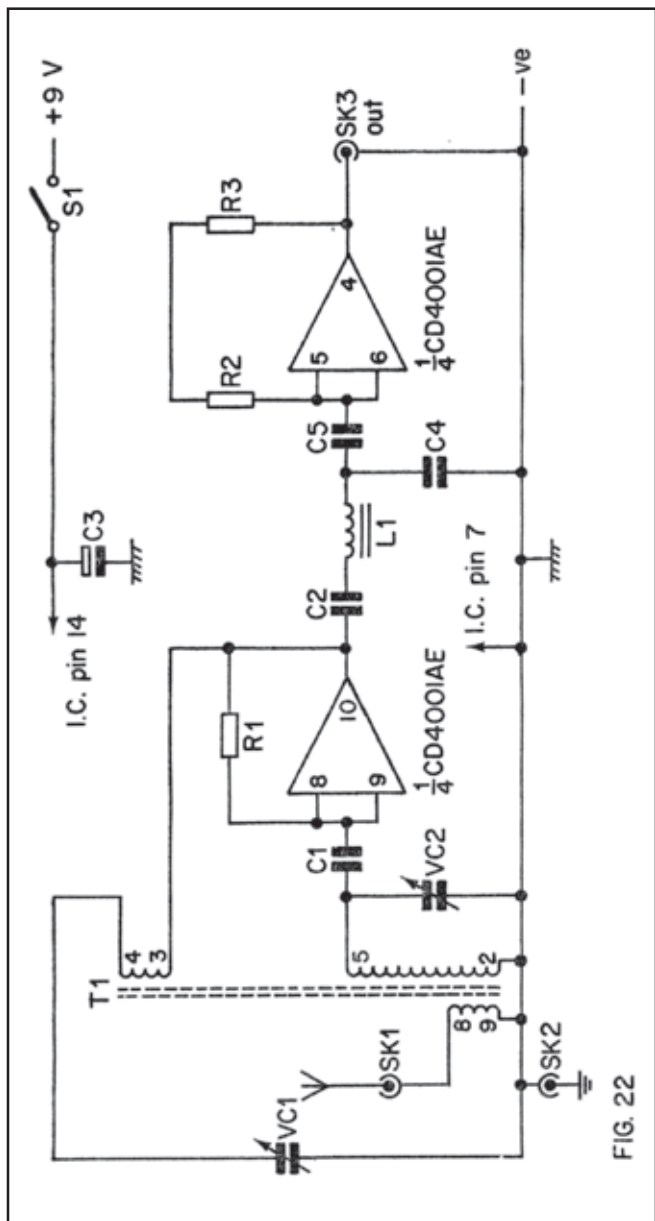 +9 V
S1
I.C. pin 14
C3
T1
4
3
R1
R2
R3
5
2
8
9
C1
8
9
10
¼CD4001AE
C2
L1
C5
5
6
4
¼CD4001AE
SK3
out
VC1
SK1
VC2
C4
I.C. pin 7
SK2
–ve
FIG. 22